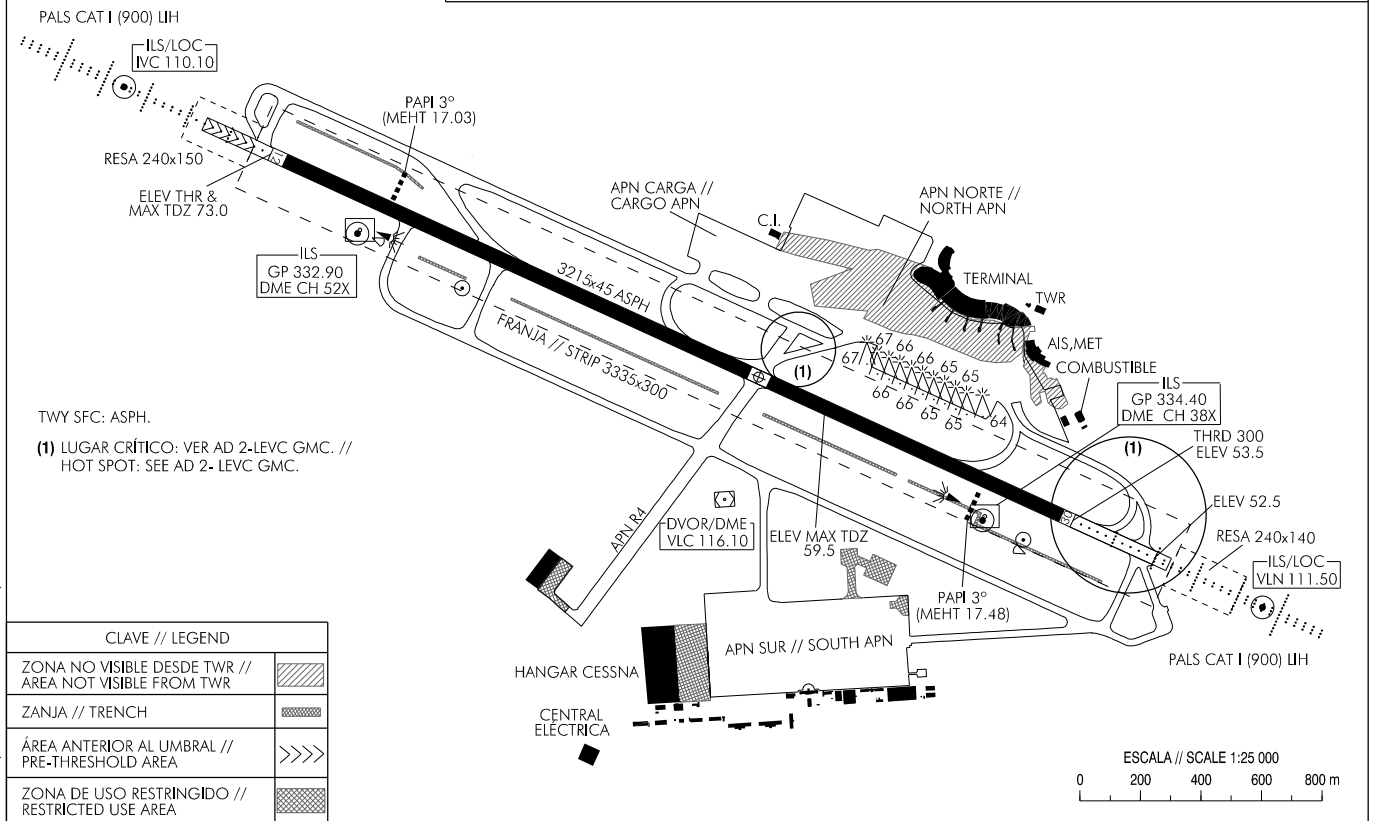 PALS CAT I (900) LIH
ILS/LOC
IVC 110.10
PAPI 3º
(MEHT 17.03)
RESA 240x150
ELEV THR &
MAX TDZ 73.0
12
ILS
GP 332.90
DME CH 52X
APN CARGA //
CARGO APN
C.I.
APN NORTE //
NORTH APN
TERMINAL
TWR
AIS,MET
COMBUSTIBLE
3215x45 ASPH
FRANJA // STRIP 3335x300
(1)
67
67
66
66
65
65
66
66
65
65
64
ILS
GP 334.40
DME CH 38X
(1)
THRD 300
ELEV 53.5
30
ELEV 52.5
RESA 240x140
ILS/LOC
VLN 111.50
TWY SFC: ASPH.
(1) LUGAR CRÍTICO: VER AD 2-LEVC GMC. //
HOT SPOT: SEE AD 2- LEVC GMC.
APN R4
DVOR/DME
VLC 116.10
ELEV MAX TDZ
59.5
PAPI 3º
(MEHT 17.48)
PALS CAT I (900) LIH
APN SUR // SOUTH APN
HANGAR CESSNA
CENTRAL
ELÉCTRICA
CLAVE // LEGEND
ZONA NO VISIBLE DESDE TWR //
AREA NOT VISIBLE FROM TWR
ZANJA // TRENCH
ÁREA ANTERIOR AL UMBRAL //
PRE-THRESHOLD AREA
ZONA DE USO RESTRINGIDO //
RESTRICTED USE AREA
ESCALA // SCALE 1:25 000
0 200 400 600 800 m